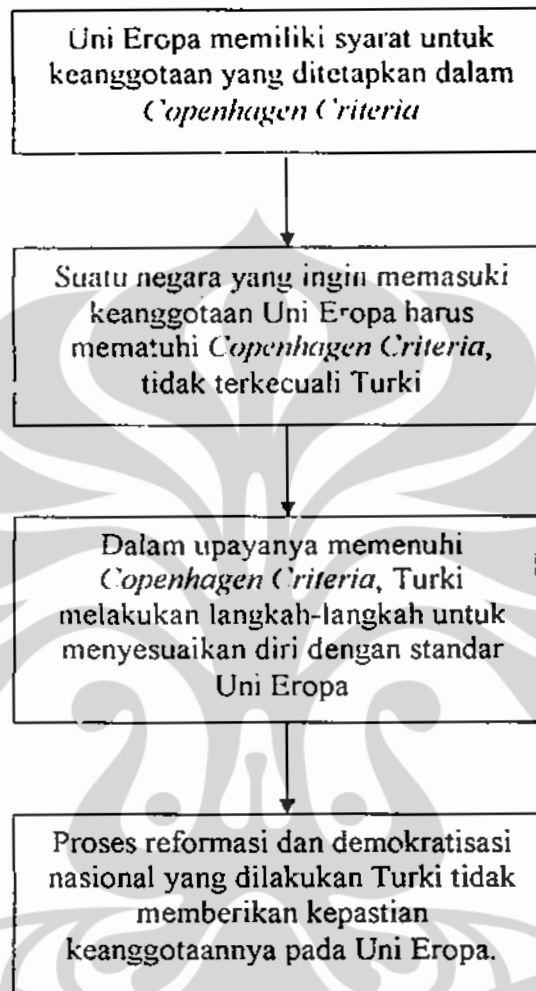 Uni Eropa memiliki syarat untuk
keanggotaan yang ditetapkan dalam
Copenhagen Criteria
Suatu negara yang ingin memasuki
keanggotaan Uni Eropa harus
mematuhi Copenhagen Criteria,
tidak terkecuali Turki
Dalam upayanya memenuhi
Copenhagen Criteria, Turki
melakukan langkah-langkah untuk
menyesuaikan diri dengan standar
Uni Eropa
Proses reformasi dan demokratisasi
nasional yang dilakukan Turki tidak
memberikan kepastian
keanggotaannya pada Uni Eropa.